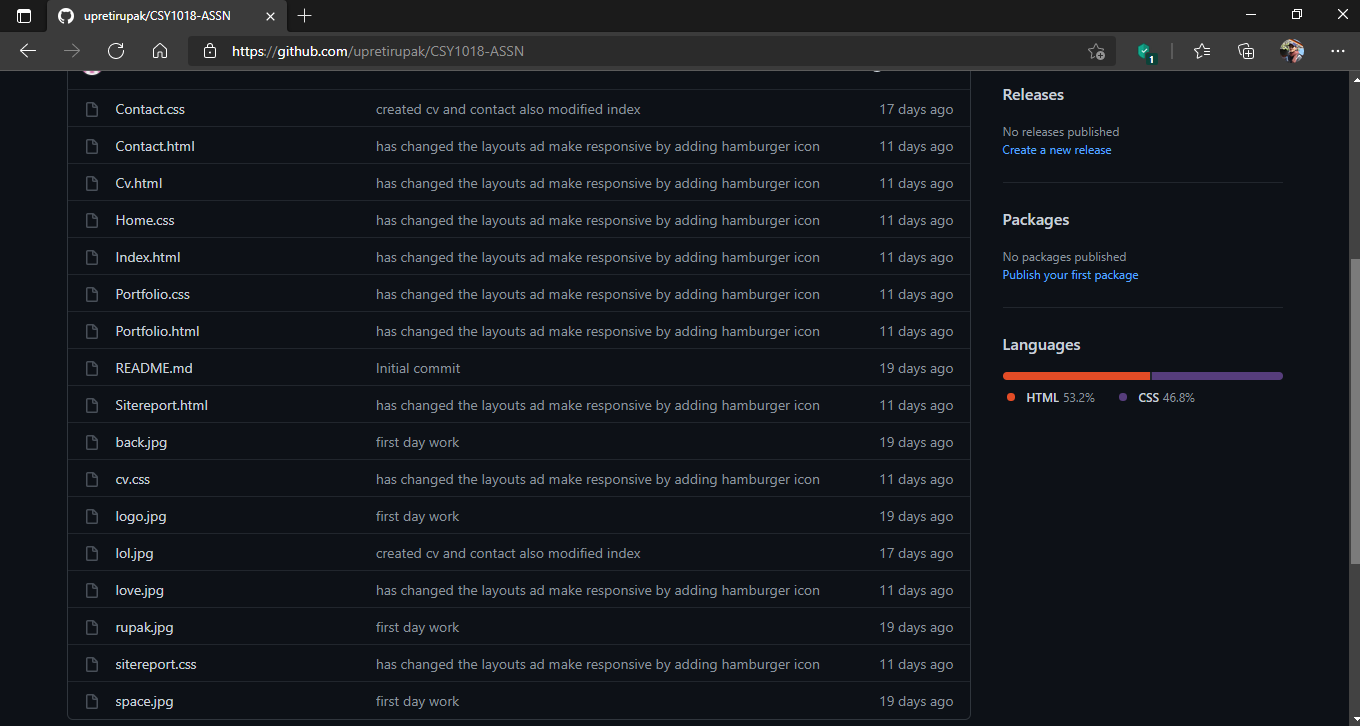 upretirupak/CSY1018-ASSN
https://github.com/upretirupak/CSY1018-ASSN
1
Contact.css created cv and contact also modified index 17 days ago
Contact.html has changed the layouts ad make responsive by adding hamburger icon 11 days ago
Cv.html has changed the layouts ad make responsive by adding hamburger icon 11 days ago
Home.css has changed the layouts ad make responsive by adding hamburger icon 11 days ago
Index.html has changed the layouts ad make responsive by adding hamburger icon 11 days ago
Portfolio.css has changed the layouts ad make responsive by adding hamburger icon 11 days ago
Portfolio.html has changed the layouts ad make responsive by adding hamburger icon 11 days ago
README.md Initial commit 19 days ago
Sitereport.html has changed the layouts ad make responsive by adding hamburger icon 11 days ago
back.jpg first day work 19 days ago
cv.css has changed the layouts ad make responsive by adding hamburger icon 11 days ago
logo.jpg first day work 19 days ago
lol.jpg created cv and contact also modified index 17 days ago
love.jpg has changed the layouts ad make responsive by adding hamburger icon 11 days ago
rupak.jpg first day work 19 days ago
sitereport.css has changed the layouts ad make responsive by adding hamburger icon 11 days ago
space.jpg first day work 19 days ago
Releases
No releases published
Create a new release
Packages
No packages published
Publish your first package
Languages
HTML 53.2% CSS 46.8%